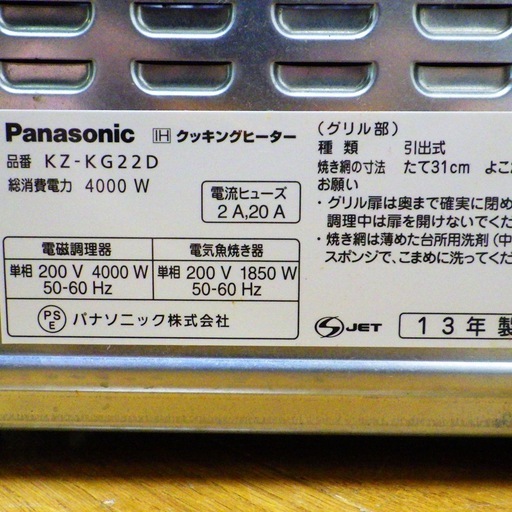 Panasonic IH クッキングヒーター
品番 KZ-KG22D
総消費電力 4000 W
電流ヒューズ
2 A,20 A
電磁調理器
単相 200 V 4000 W
50-60 Hz
電気魚焼き器
単相 200 V 1850 W
50-60 Hz
PS
E
パナソニック株式会社
(グリル部)
種類 引出式
焼き網の寸法 たて31cm よこ
お願い
・グリル扉は奥まで確実に閉め
調理中は扉を開けないでくだ
・焼き網は薄めた台所用洗剤(中
スポンジで、こまめに洗ってくだ
S JET
13年製